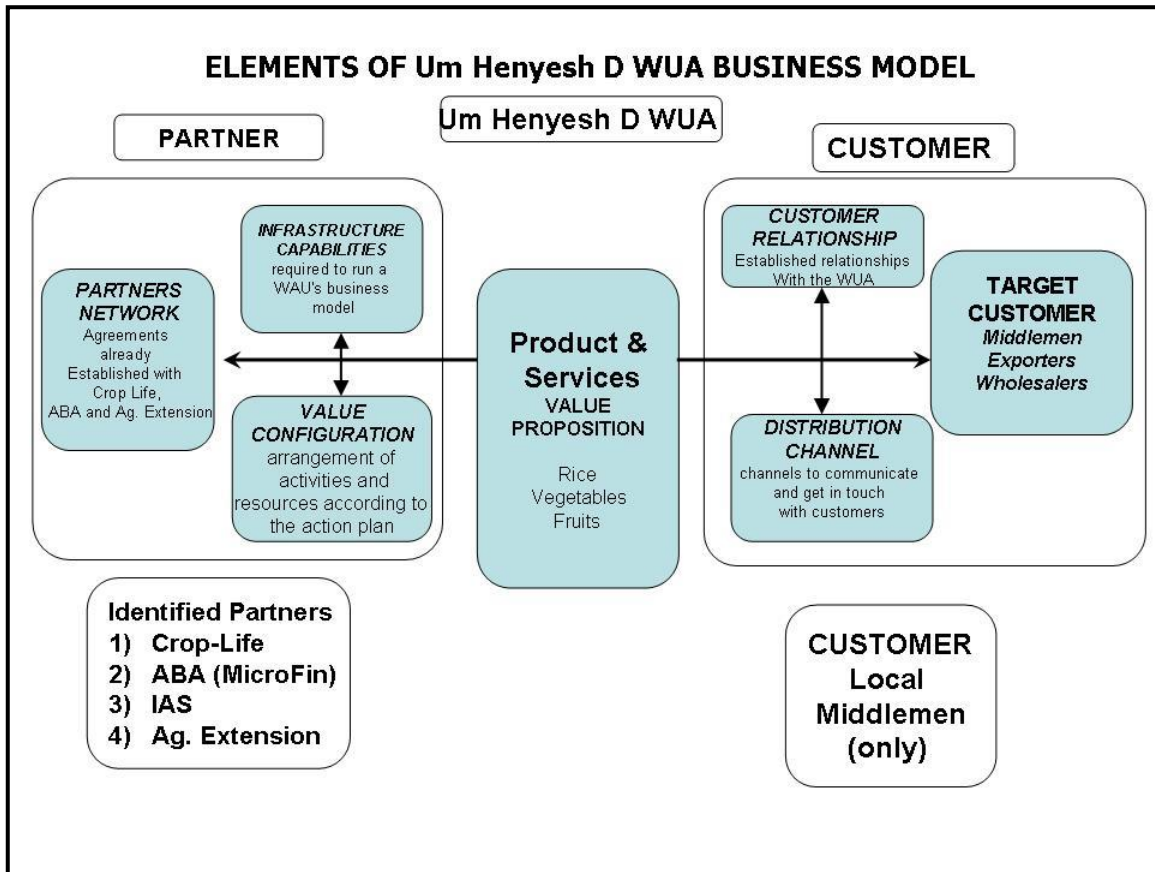 ELEMENTS OF Um Henyesh D WUA BUSINESS MODEL
Um Henyesh D WUA
PARTNER
CUSTOMER
INFRASTRUCTURE
CAPABILITIES
required to run a
WAU's business
model
PARTNERS
NETWORK
Agreements
already
Established with
Crop Life,
ABA and Ag. Extension
VALUE
CONFIGURATION
arrangement of
activities and
resources according to
the action plan
Product &
Services
VALUE
PROPOSITION
Rice
Vegetables
Fruits
CUSTOMER
RELATIONSHIP
Established relationships
With the WUA
TARGET
CUSTOMER
Middlemen
Exporters
Wholesalers
DISTRIBUTION
CHANNEL
channels to communicate
and get in touch
with customers
Identified Partners
1) Crop-Life
2) ABA (MicroFin)
3) IAS
4) Ag. Extension
CUSTOMER
Local
Middlemen
(only)